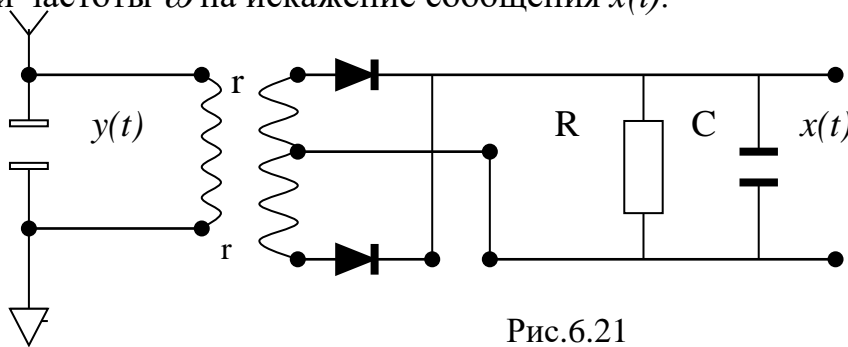 и частоты ω на искажение сообщения x(t).
r
y(t)
R
C
x(t)
r
Рис.6.21